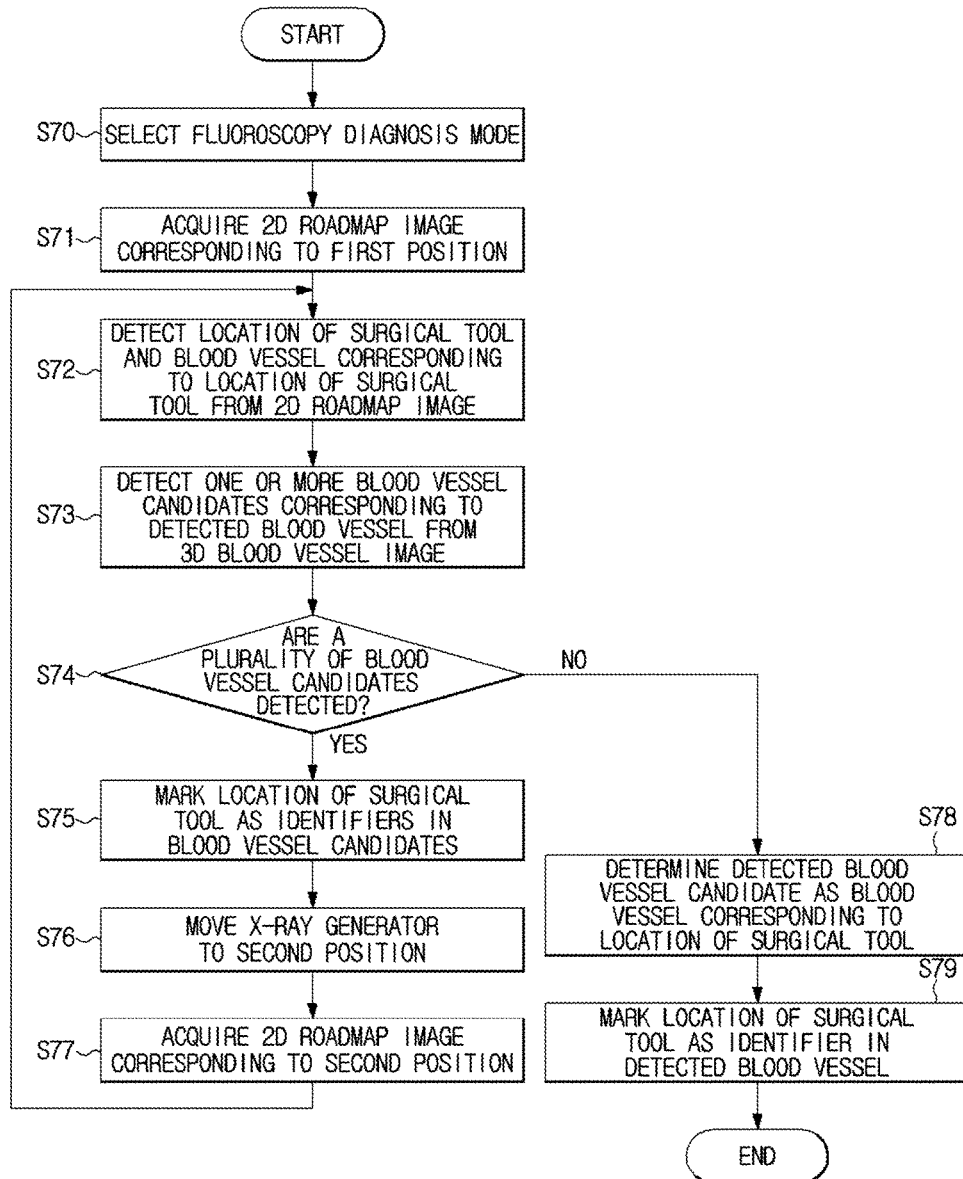 START
S70
SELECT FLUOROSCOPY DIAGNOSIS MODE
S71
ACQUIRE 2D ROADMAP IMAGE
CORRESPONDING TO FIRST POSITION
S72
DETECT LOCATION OF SURGICAL TOOL
AND BLOOD VESSEL CORRESPONDING
TO LOCATION OF SURGICAL
TOOL FROM 2D ROADMAP IMAGE
S73
DETECT ONE OR MORE BLOOD VESSEL
CANDIDATES CORRESPONDING TO
DETECTED BLOOD VESSEL FROM
3D BLOOD VESSEL IMAGE
S74
ARE A
PLURALITY OF BLOOD
VESSEL CANDIDATES
DETECTED?
NO
YES
S75
MARK LOCATION OF SURGICAL
TOOL AS IDENTIFIERS IN
BLOOD VESSEL CANDIDATES
S76
MOVE X-RAY GENERATOR
TO SECOND POSITION
S77
ACQUIRE 2D ROADMAP IMAGE
CORRESPONDING TO SECOND POSITION
S78
DETERMINE DETECTED BLOOD
VESSEL CANDIDATE AS BLOOD
VESSEL CORRESPONDING TO
LOCATION OF SURGICAL TOOL
S79
MARK LOCATION OF SURGICAL
TOOL AS IDENTIFIER IN
DETECTED BLOOD VESSEL
END